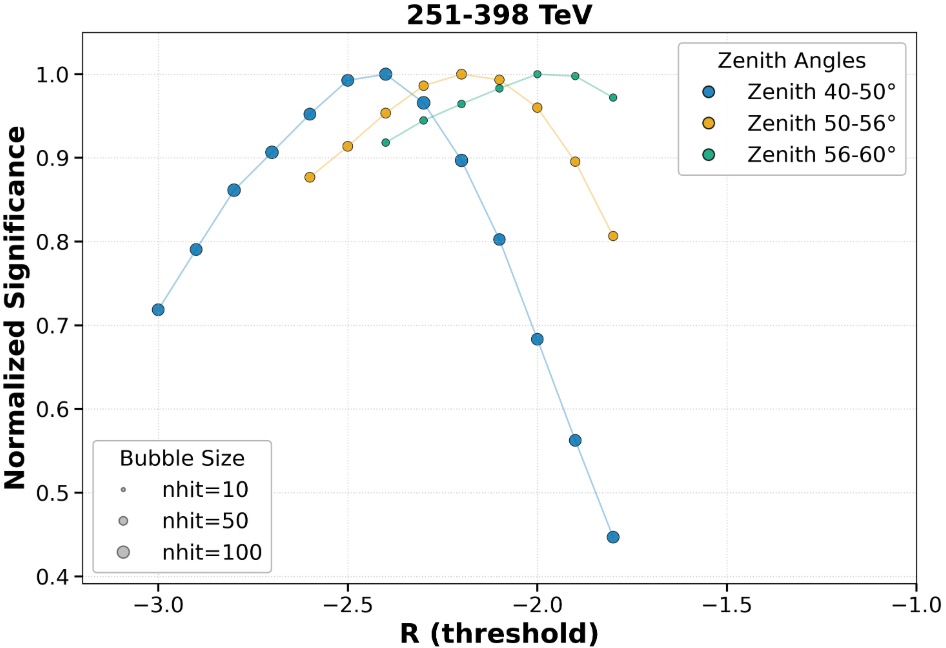 251-398 TeV
Normalized Significance
1.0
0.9
0.8
0.7
0.6
0.5
0.4
Zenith Angles
Zenith 40-50°
Zenith 50-56°
Zenith 56-60°
Bubble Size
nhit=10
nhit=50
nhit=100
−3.0 −2.5 −2.0 −1.5 −1.0
R (threshold)